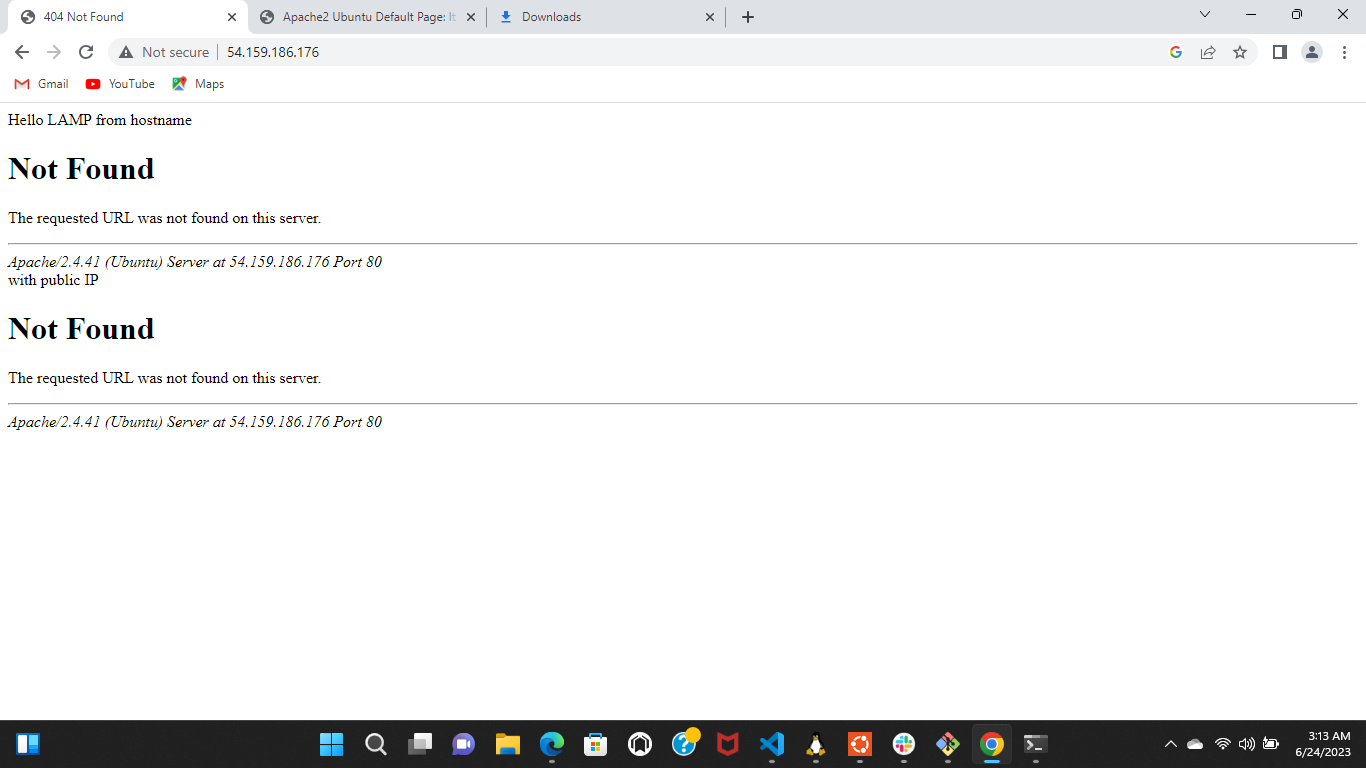 404 Not Found
Apache2 Ubuntu Default Page: It
Downloads
Not secure
54.159.186.176
Gmail
YouTube
Maps
Hello LAMP from hostname
Not Found
The requested URL was not found on this server.
Apache/2.4.41 (Ubuntu) Server at 54.159.186.176 Port 80
with public IP
Not Found
The requested URL was not found on this server.
Apache/2.4.41 (Ubuntu) Server at 54.159.186.176 Port 80
3:13 AM
6/24/2023